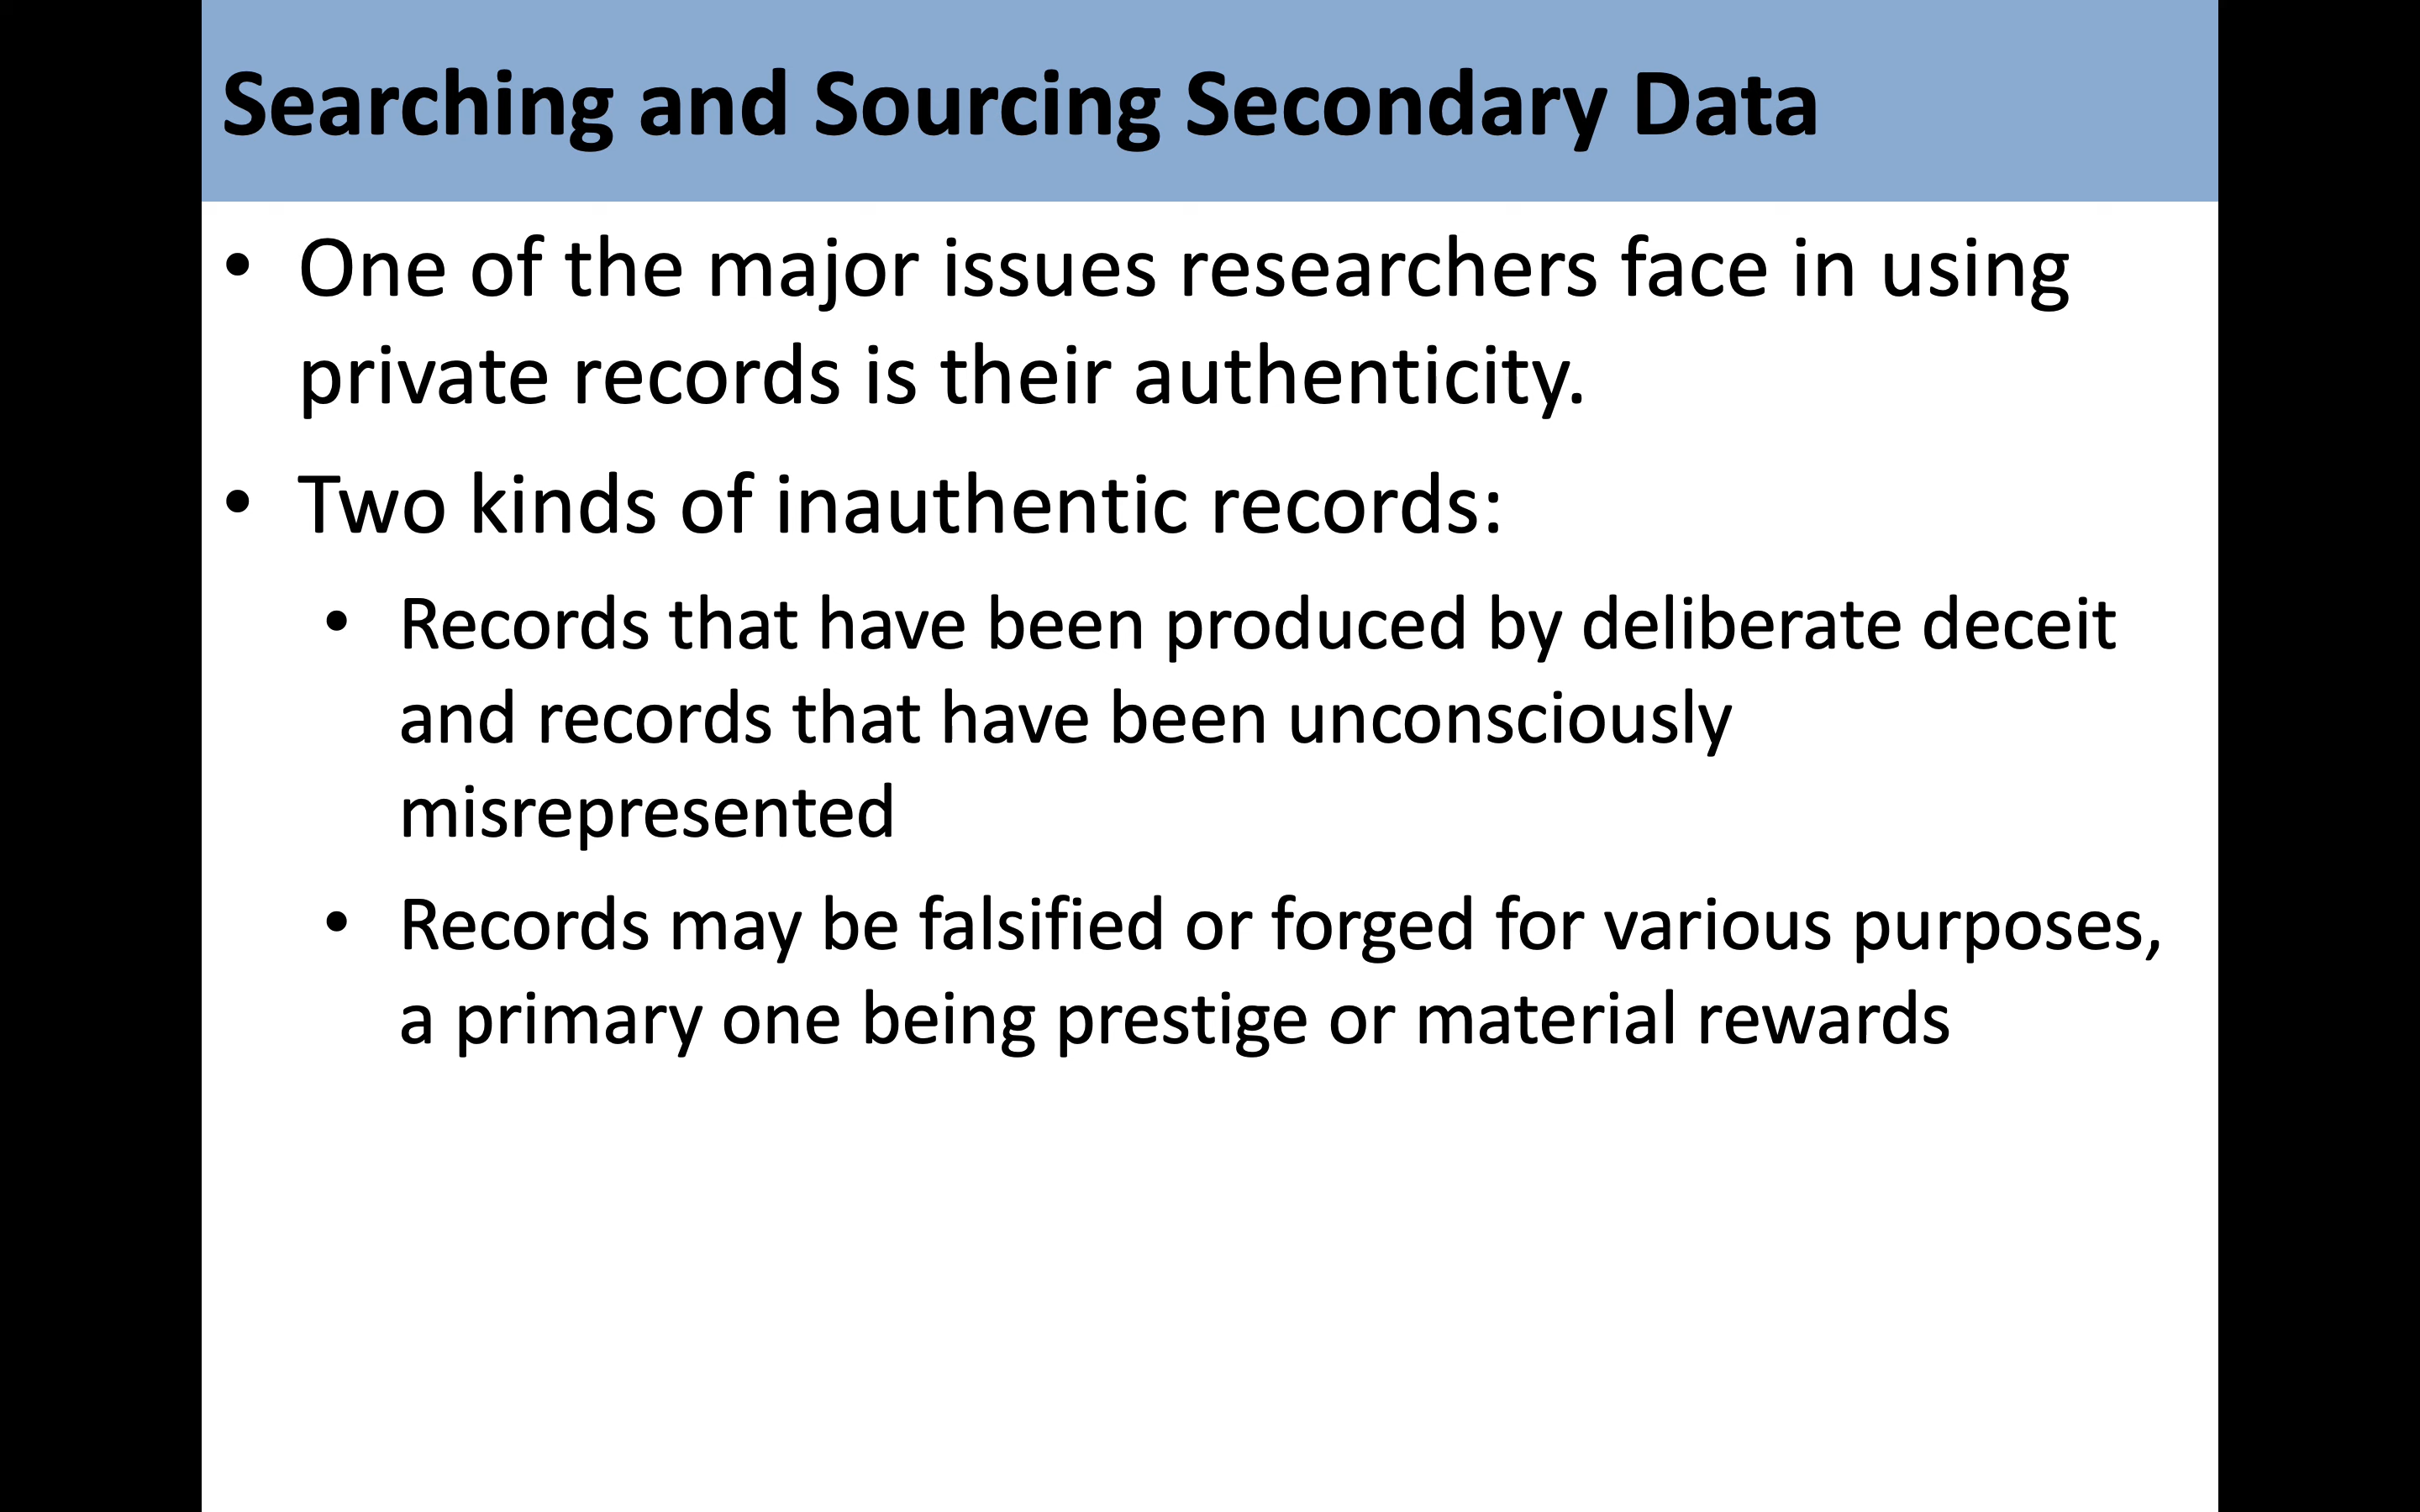 Searching and Sourcing Secondary Data
• One of the major issues researchers face in using
private records is their authenticity.
• Two kinds of inauthentic records:
• Records that have been produced by deliberate deceit
and records that have been unconsciously
misrepresented
• Records may be falsified or forged for various purposes,
a primary one being prestige or material rewards